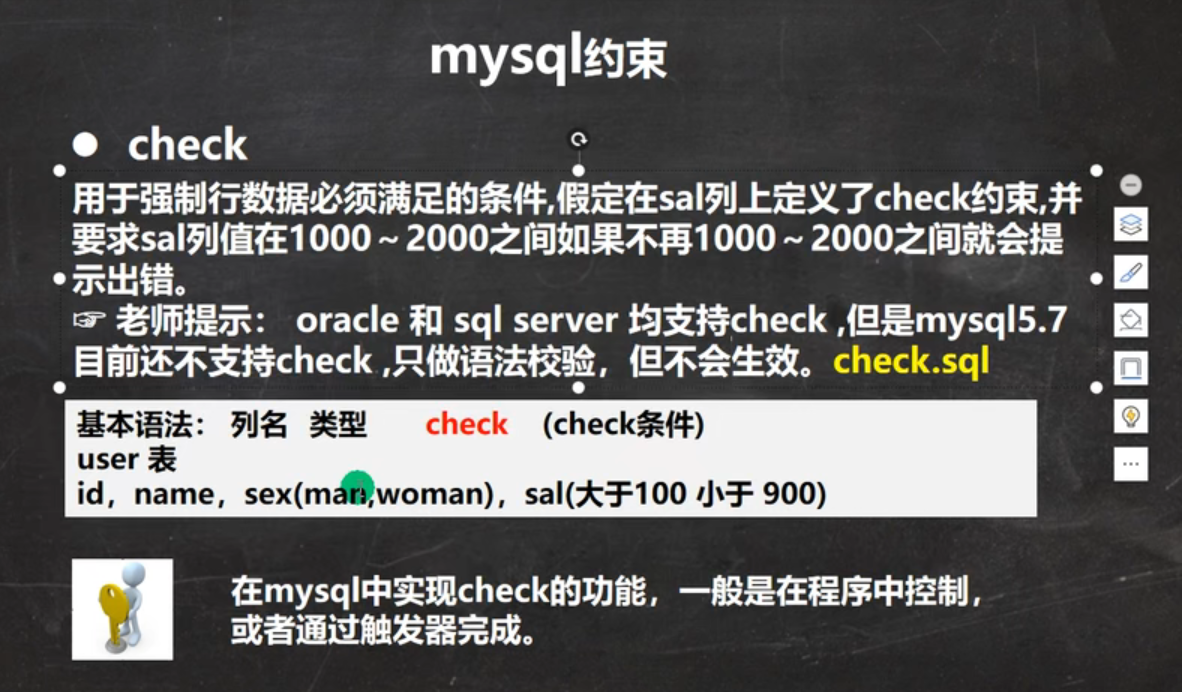 mysql约束
● check
用于强制行数据必须满足的条件,假定在sal列上定义了check约束,并
要求sal列值在1000～2000之间如果不再1000～2000之间就会提
示出错。
☞ 老师提示： oracle 和 sql server 均支持check ,但是mysql5.7
目前还不支持check ,只做语法校验，但不会生效。check.sql
基本语法： 列名 类型 check (check条件)
user 表
id，name，sex(man,woman)，sal(大于100 小于 900)
在mysql中实现check的功能，一般是在程序中控制，
或者通过触发器完成。